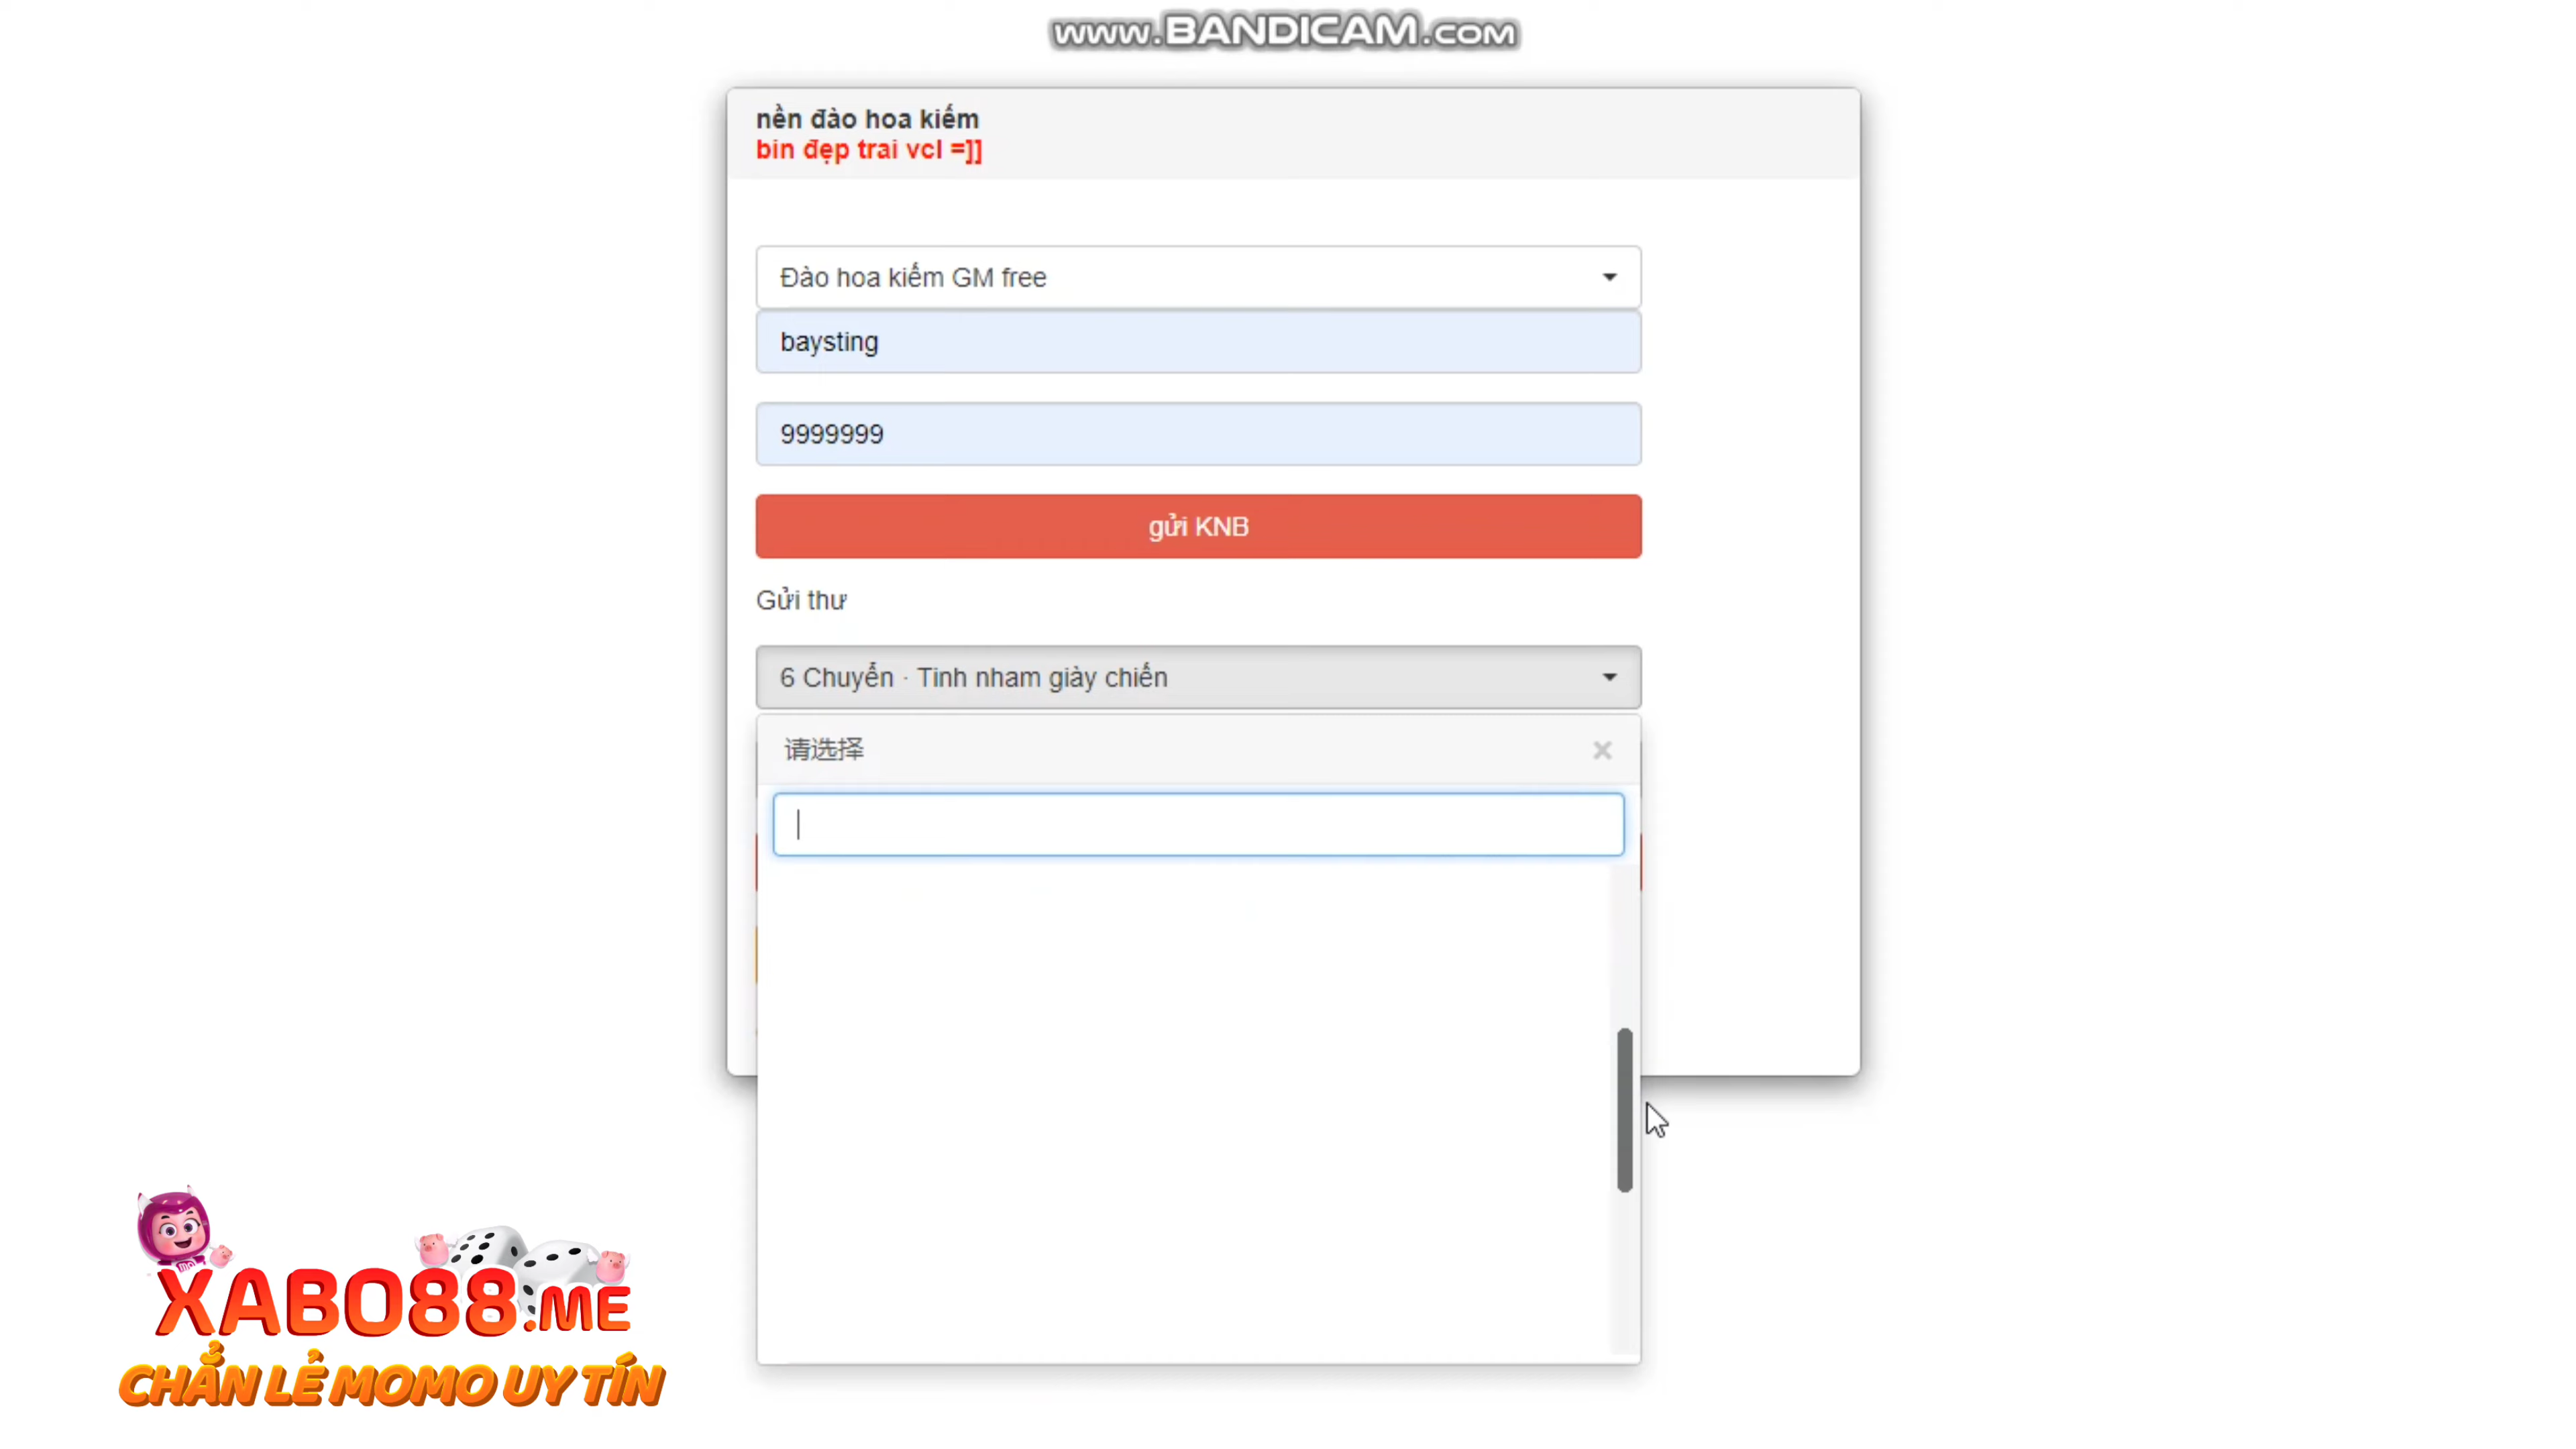 www.BANDICAM.com
nền đào hoa kiếm
bin đẹp trai vcl =]]
Đào hoa kiếm GM free
baysting
9999999
gửi KNB
Gửi thư
6 Chuyển · Tinh nham giày chiến
请选择
XABO88.ME
CHẴN LẺ MOMO UY TÍN